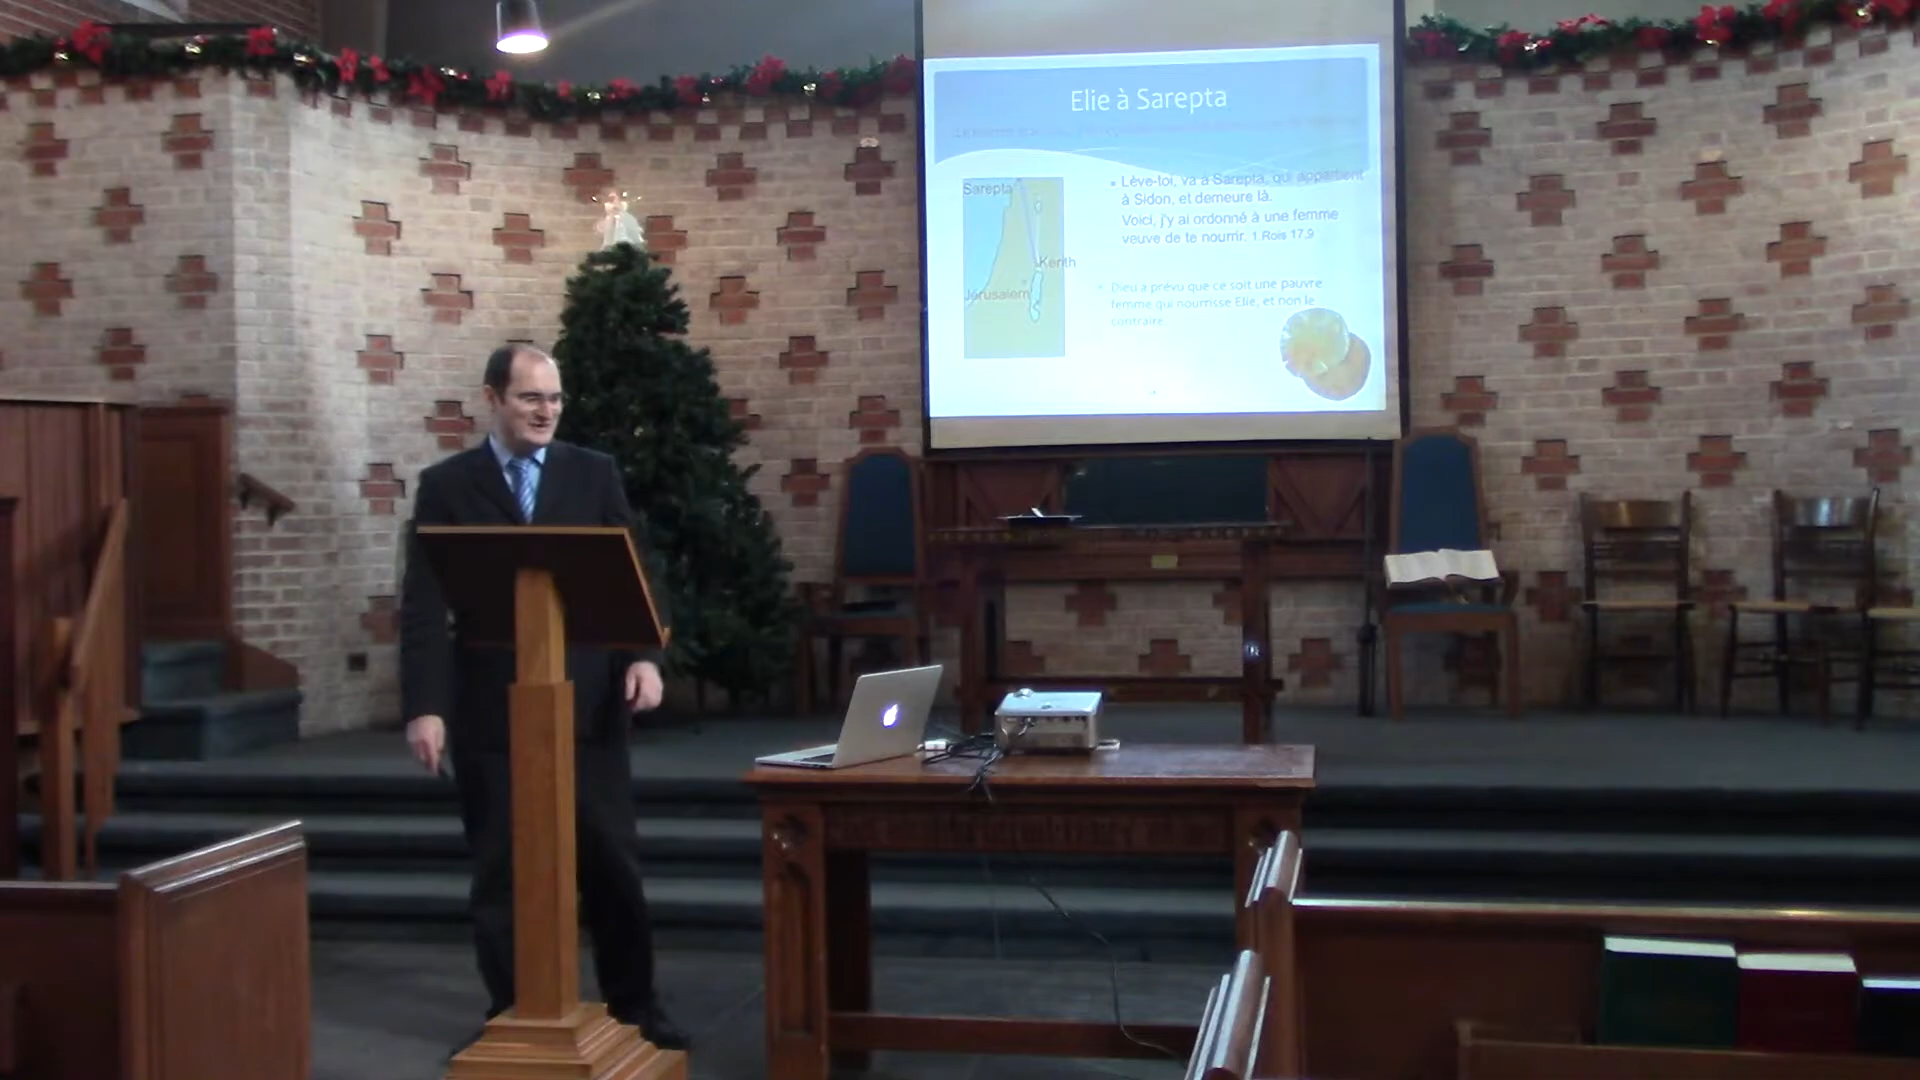 Elie à Sarepta
Sarepta
Kerith
Jérusalem
Lève-toi, va à Sarepta, qui appartient
à Sidon, et demeure là.
Voici, j'y ai ordonné à une femme
veuve de te nourrir. 1 Rois 17.9
Dieu a prévu que ce soit une pauvre
femme qui nourrisse Elie, et non le
contraire.